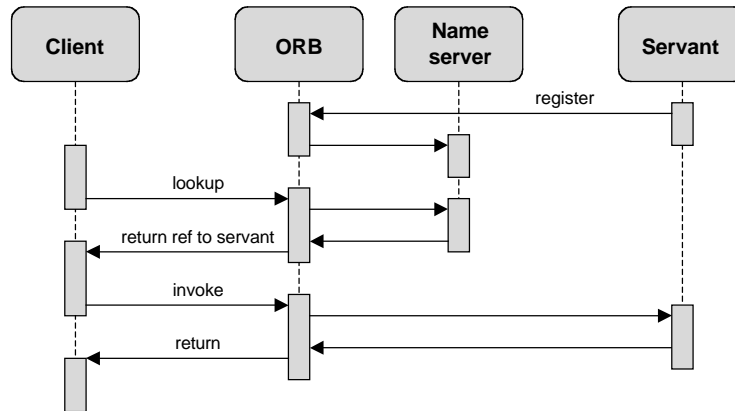 Client
ORB
Name
server
Servant
register
lookup
return ref to servant
invoke
return